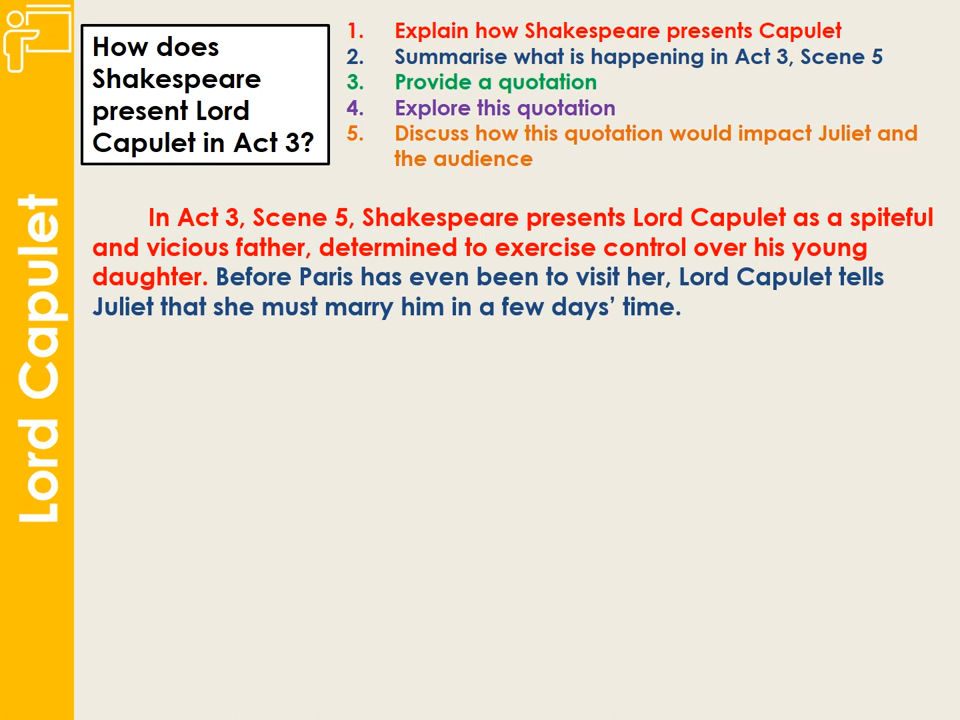 Lord Capulet
How does
Shakespeare
present Lord
Capulet in Act 3?
1. Explain how Shakespeare presents Capulet
2. Summarise what is happening in Act 3, Scene 5
3. Provide a quotation
4. Explore this quotation
5. Discuss how this quotation would impact Juliet and
the audience
In Act 3, Scene 5, Shakespeare presents Lord Capulet as a spiteful
and vicious father, determined to exercise control over his young
daughter. Before Paris has even been to visit her, Lord Capulet tells
Juliet that she must marry him in a few days’ time.